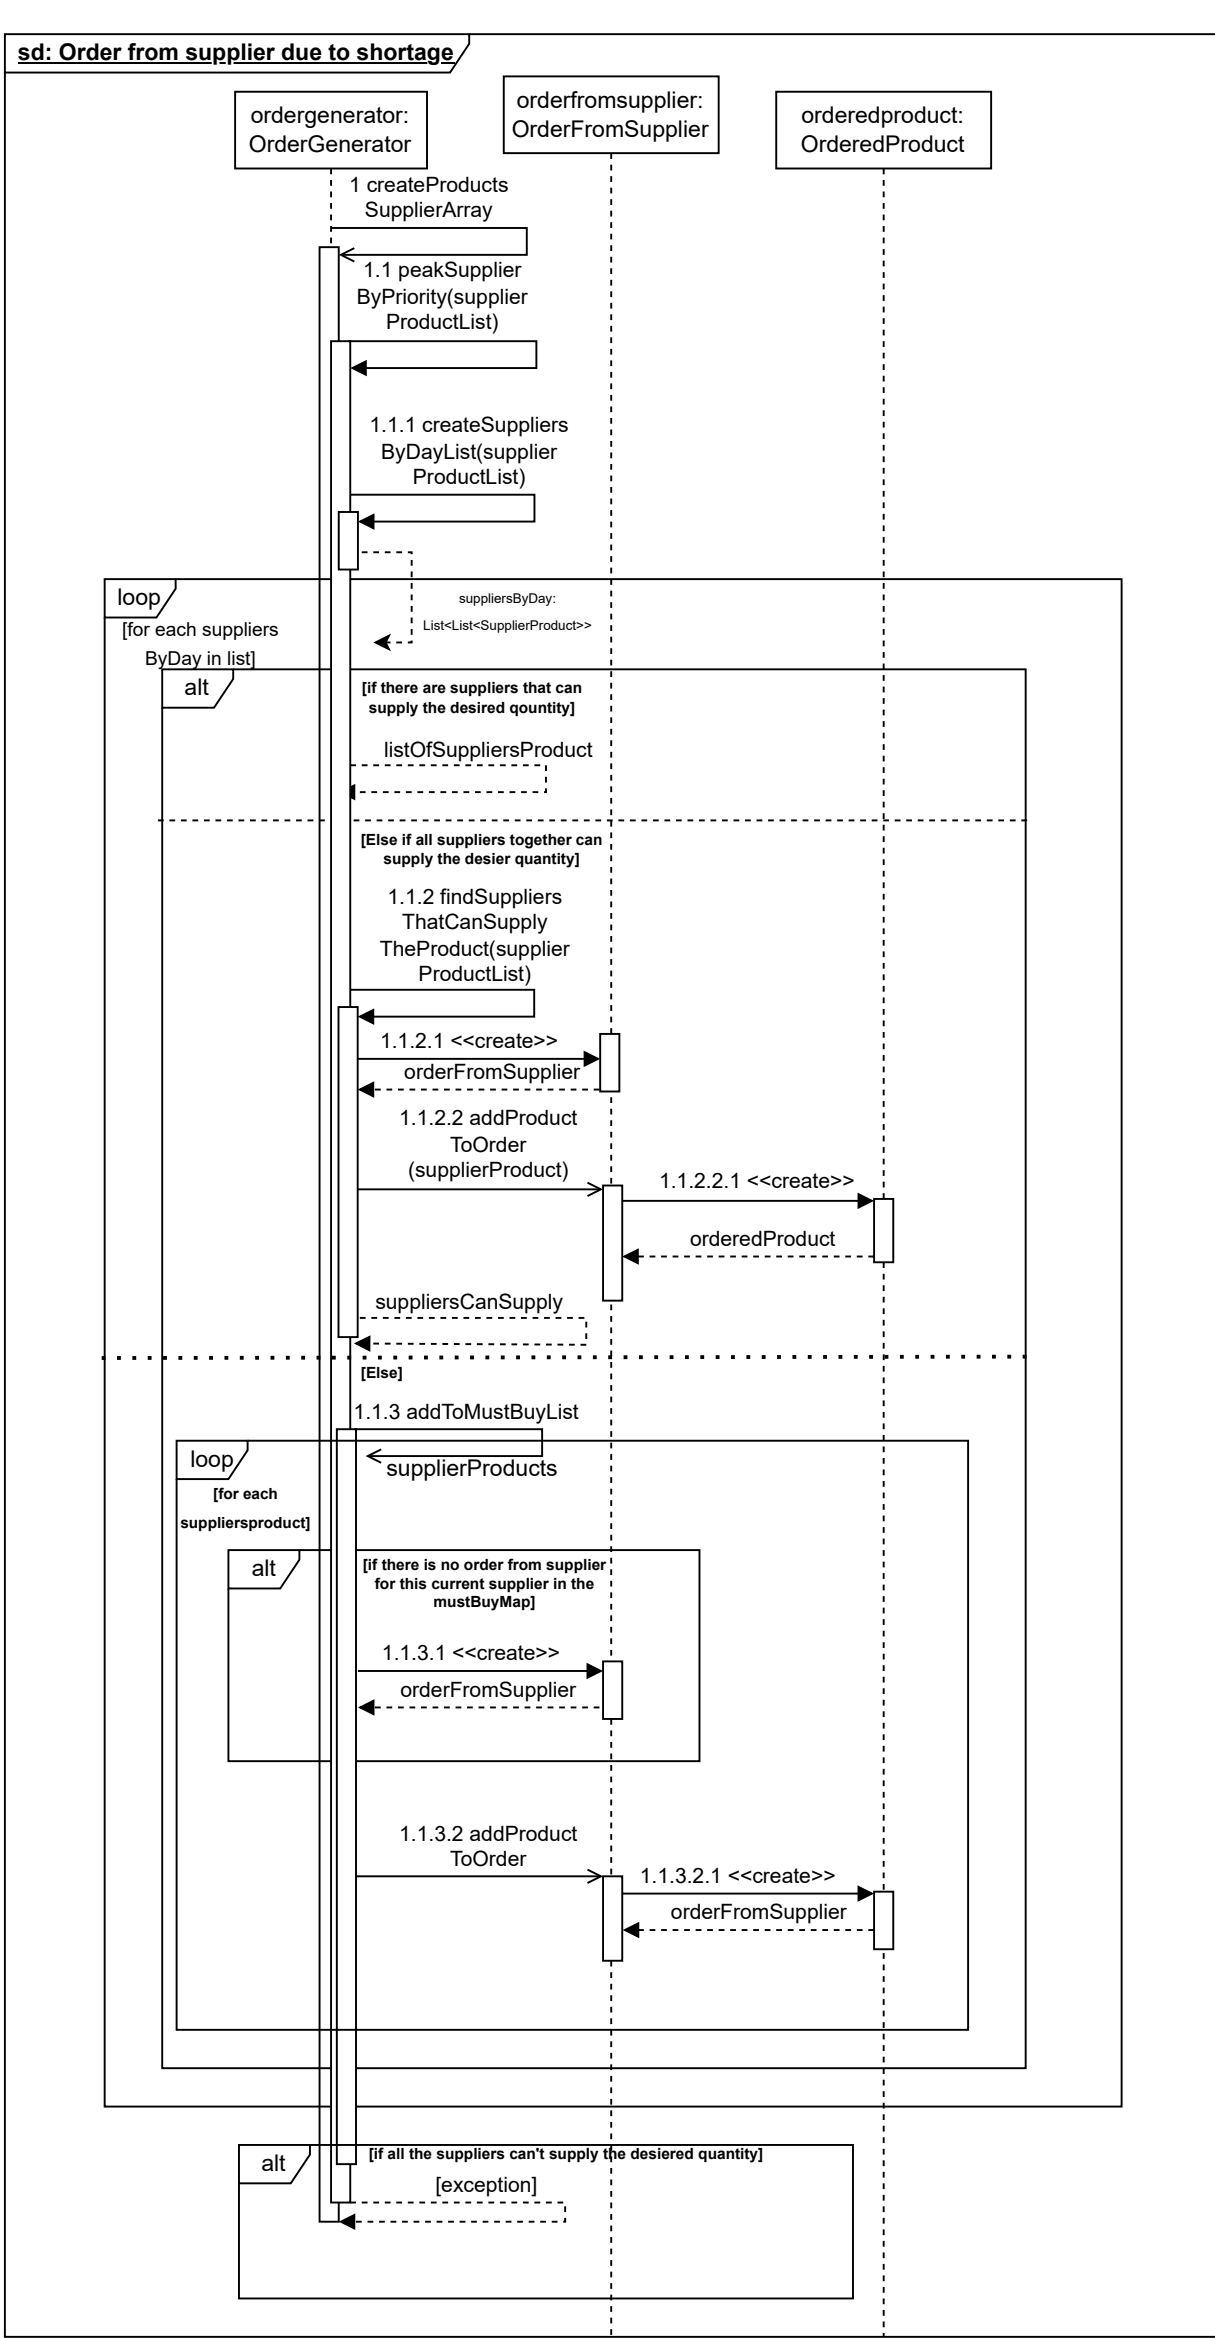 sd: Order from supplier due to shortage
ordergenerator:
OrderGenerator
orderfromsupplier:
OrderFromSupplier
orderedproduct:
OrderedProduct
1 createProducts
SupplierArray
1.1 peakSupplier
ByPriority(supplier
ProductList)
1.1.1 createSuppliers
ByDayList(supplier
ProductList)
loop
[for each suppliers
ByDay in list]
suppliersByDay:
List<List<SupplierProduct>>
alt
[if there are suppliers that can
supply the desired qountity]
listOfSuppliersProduct
[Else if all suppliers together can
supply the desier quantity]
1.1.2 findSuppliers
ThatCanSupply
TheProduct(supplier
ProductList)
1.1.2.1 <<create>>
orderFromSupplier
1.1.2.2 addProduct
ToOrder
(supplierProduct)
1.1.2.2.1 <<create>>
orderedProduct
suppliersCanSupply
[Else]
1.1.3 addToMustBuyList
supplierProducts
loop
[for each
suppliersproduct]
alt
[if there is no order from supplier
for this current supplier in the
mustBuyMap]
1.1.3.1 <<create>>
orderFromSupplier
1.1.3.2 addProduct
ToOrder
1.1.3.2.1 <<create>>
orderFromSupplier
alt
[if all the suppliers can't supply the desiered quantity]
[exception]